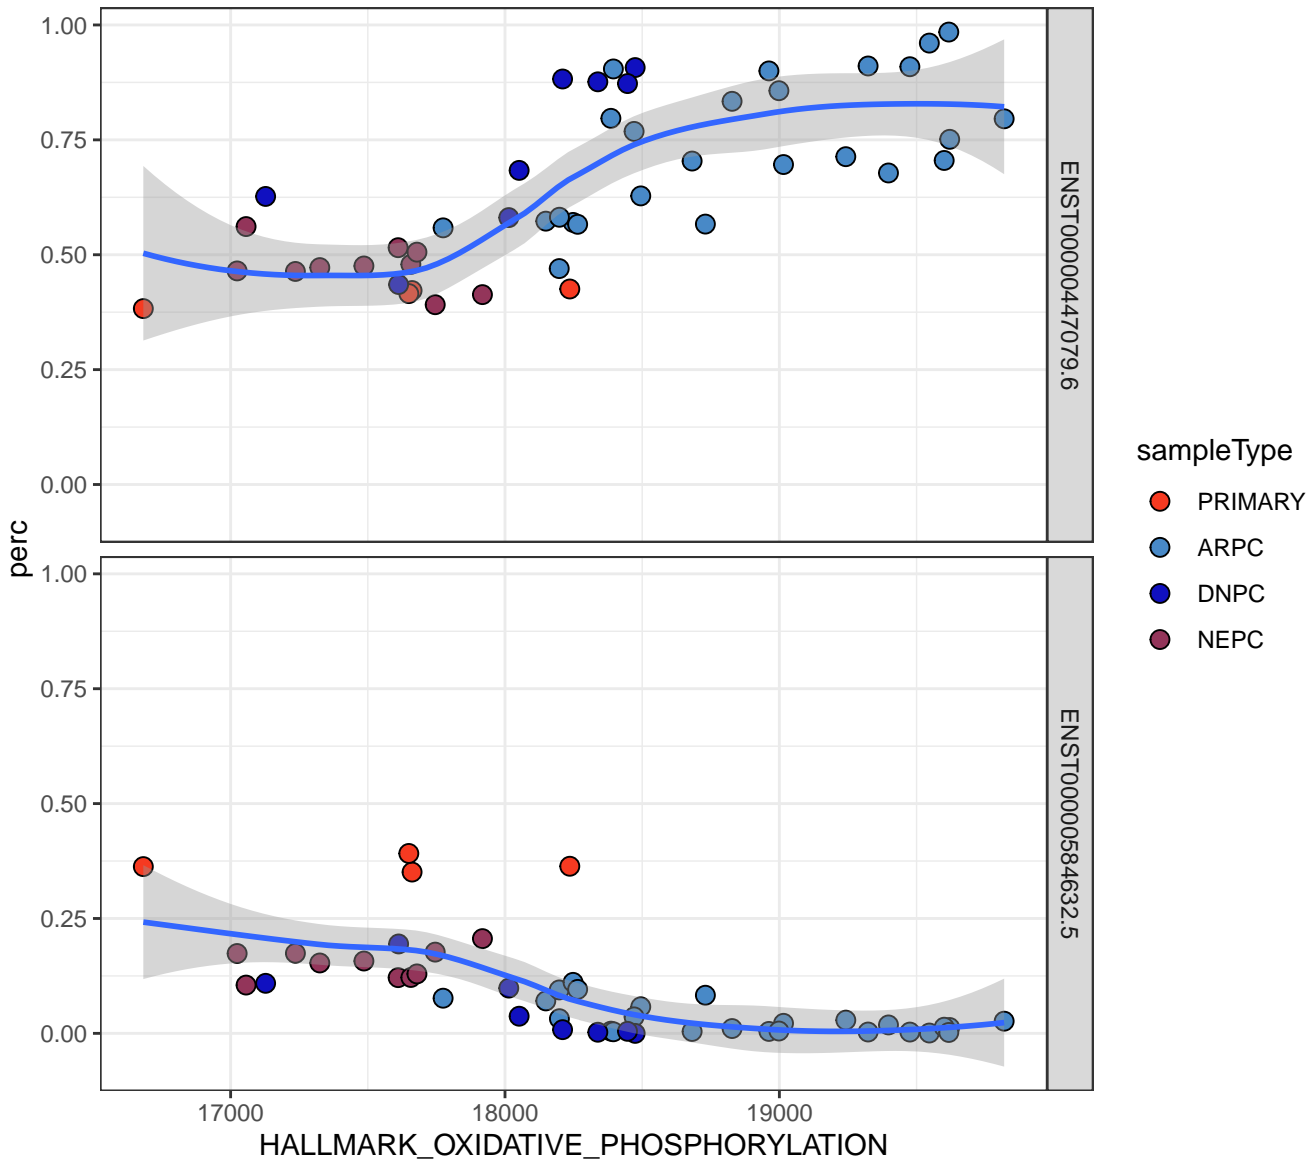 1.00
0.75
0.50
0.25
0.00
ENST00000447079.6
perc
1.00
0.75
0.50
0.25
0.00
ENST00000584632.5
17000
18000
19000
HALLMARK_OXIDATIVE_PHOSPHORYLATION
sampleType
PRIMARY
ARPC
DNPC
NEPC